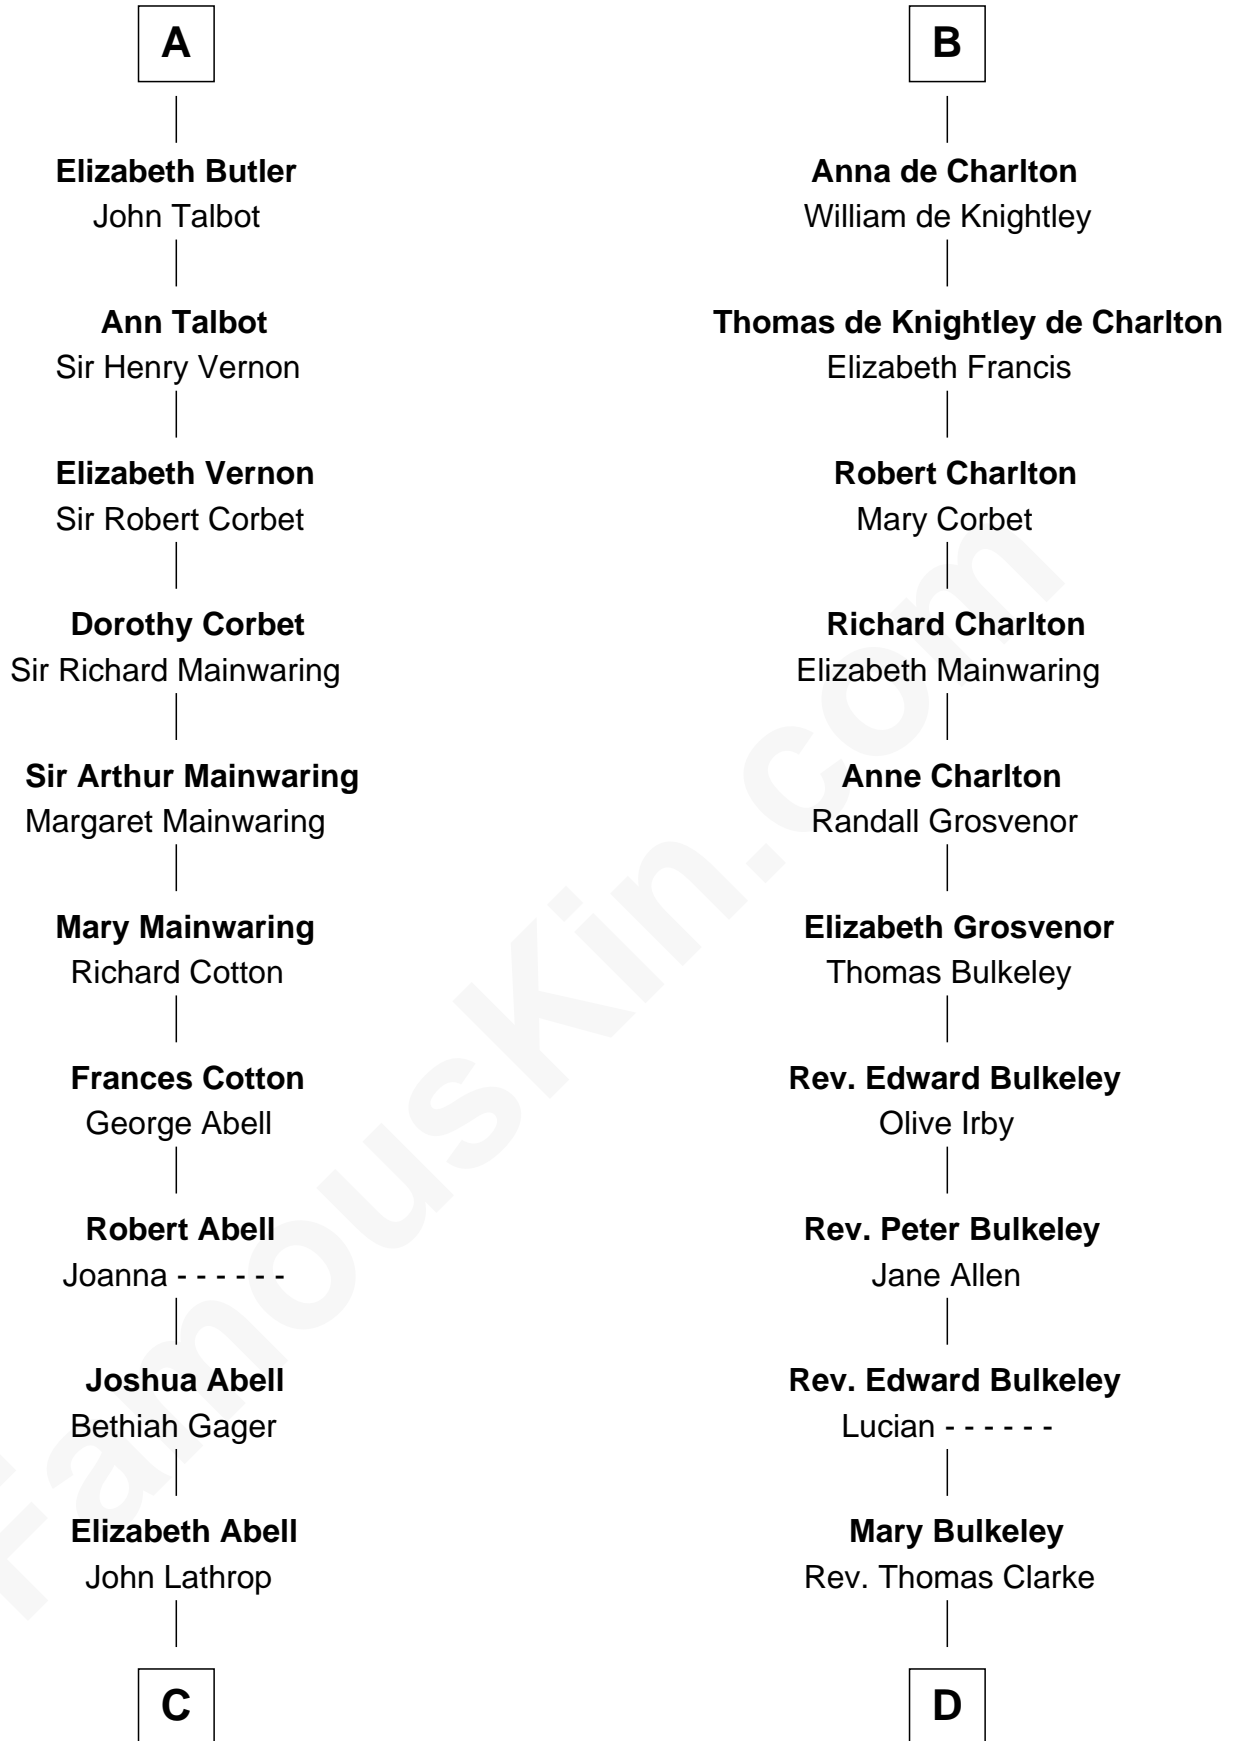 A
Elizabeth Butler
John Talbot
Ann Talbot
Sir Henry Vernon
Elizabeth Vernon
Sir Robert Corbet
Dorothy Corbet
Sir Richard Mainwaring
Sir Arthur Mainwaring
Margaret Mainwaring
Mary Mainwaring
Richard Cotton
Frances Cotton
George Abell
Robert Abell
Joanna - - - - - -
Joshua Abell
Bethiah Gager
Elizabeth Abell
John Lathrop
C
B
Anna de Charlton
William de Knightley
Thomas de Knightley de Charlton
Elizabeth Francis
Robert Charlton
Mary Corbet
Richard Charlton
Elizabeth Mainwaring
Anne Charlton
Randall Grosvenor
Elizabeth Grosvenor
Thomas Bulkeley
Rev. Edward Bulkeley
Olive Irby
Rev. Peter Bulkeley
Jane Allen
Rev. Edward Bulkeley
Lucian - - - - - -
Mary Bulkeley
Rev. Thomas Clarke
D
FamousKin.com